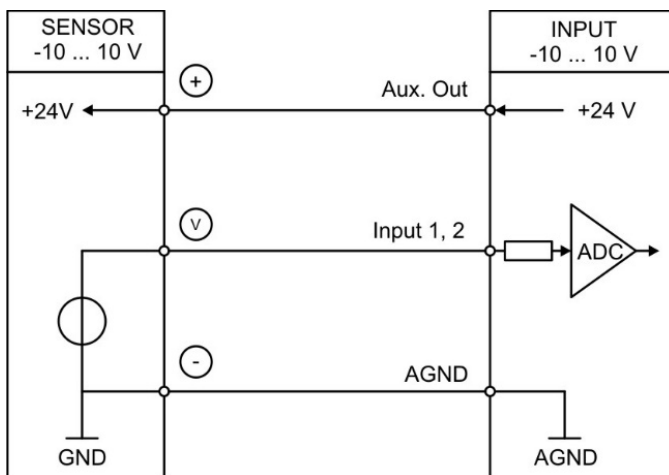 SENSOR
-10 ... 10 V
INPUT
-10 ... 10 V
+
Aux. Out
+24V
+24 V
V
Input 1, 2
ADC
-
AGND
GND
AGND